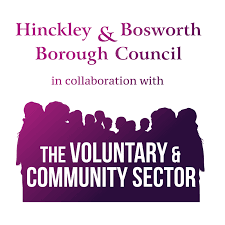 Hinckley & Bosworth
Borough Council
in collaboration with
THE VOLUNTARY &
COMMUNITY SECTOR